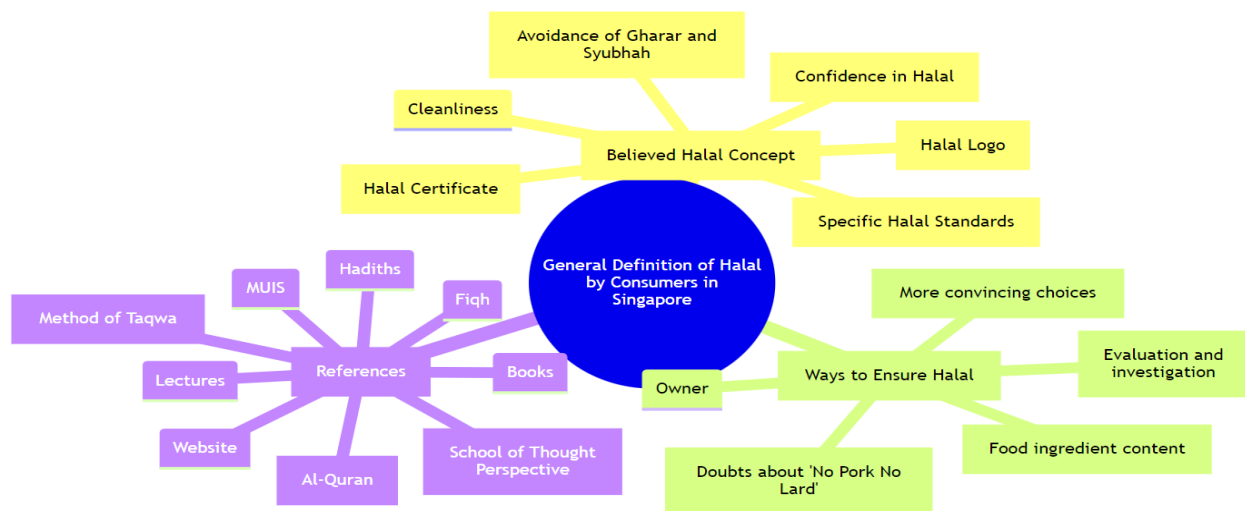 Avoidance of Gharar and
Syubhah
Confidence in Halal
Cleanliness
Halal Logo
Believed Halal Concept
Halal Certificate
Specific Halal Standards
General Definition of Halal
by Consumers in
Singapore
Hadiths
MUIS
Fiqh
Method of Taqwa
References
Lectures
Books
Website
School of Thought
Perspective
Al-Quran
More convincing choices
Evaluation and
investigation
Ways to Ensure Halal
Owner
Food ingredient content
Doubts about 'No Pork No
Lard'